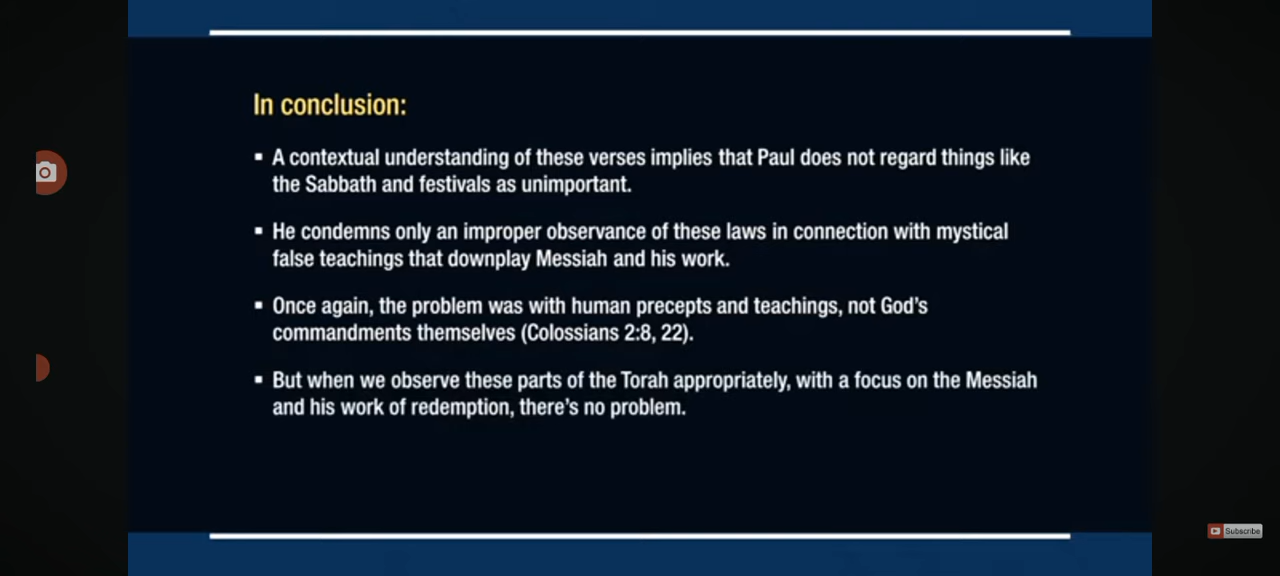 In conclusion:
▪ A contextual understanding of these verses implies that Paul does not regard things like
the Sabbath and festivals as unimportant.
▪ He condemns only an improper observance of these laws in connection with mystical
false teachings that downplay Messiah and his work.
▪ Once again, the problem was with human precepts and teachings, not God's
commandments themselves (Colossians 2:8, 22).
▪ But when we observe these parts of the Torah appropriately, with a focus on the Messiah
and his work of redemption, there's no problem.
Subscribe